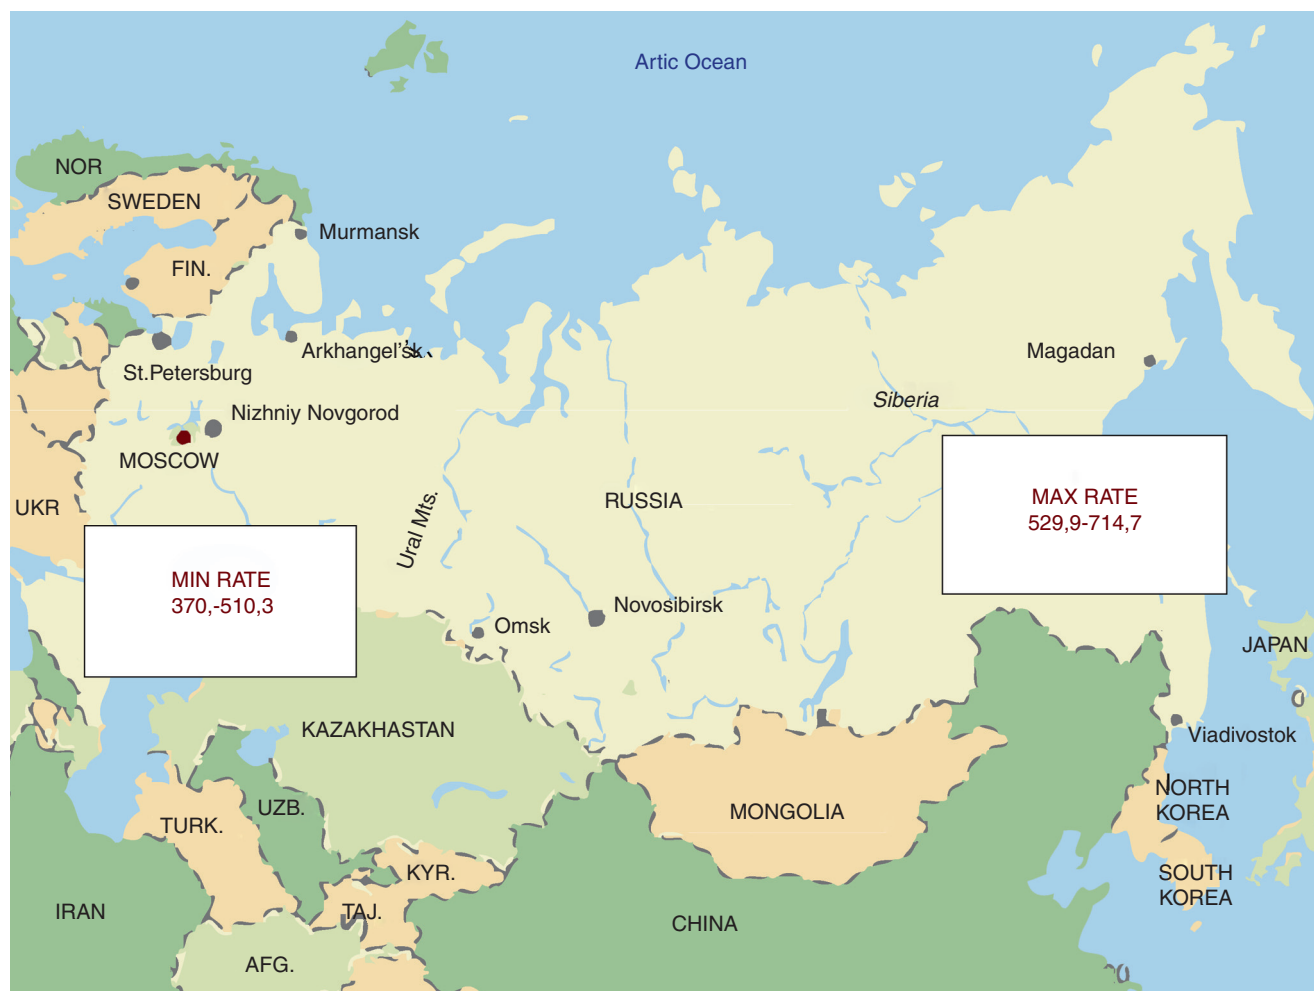 Artic Ocean
NOR
SWEDEN
Murmansk
FIN.
Arkhangel'sk
Magadan
St.Petersburg
Siberia
Nizhniy Novgorod
MOSCOW
UKR
Ural Mts.
RUSSIA
MAX RATE
529,9-714,7
MIN RATE
370,-510,3
Novosibirsk
Omsk
JAPAN
KAZAKHASTAN
Viadivostok
UZB.
NORTH
KOREA
MONGOLIA
TURK.
KYR.
SOUTH
KOREA
IRAN
TAJ.
CHINA
AFG.